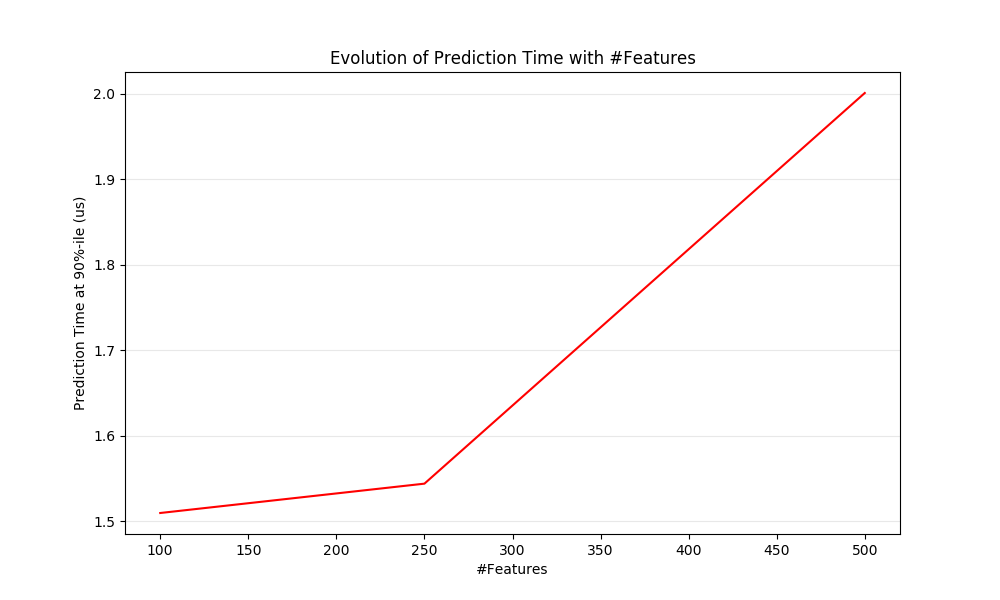 Evolution of Prediction Time with #Features
Prediction Time at 90%-ile (us)
2.0
1.9
1.8
1.7
1.6
1.5
100 150 200 250 300 350 400 450 500
#Features